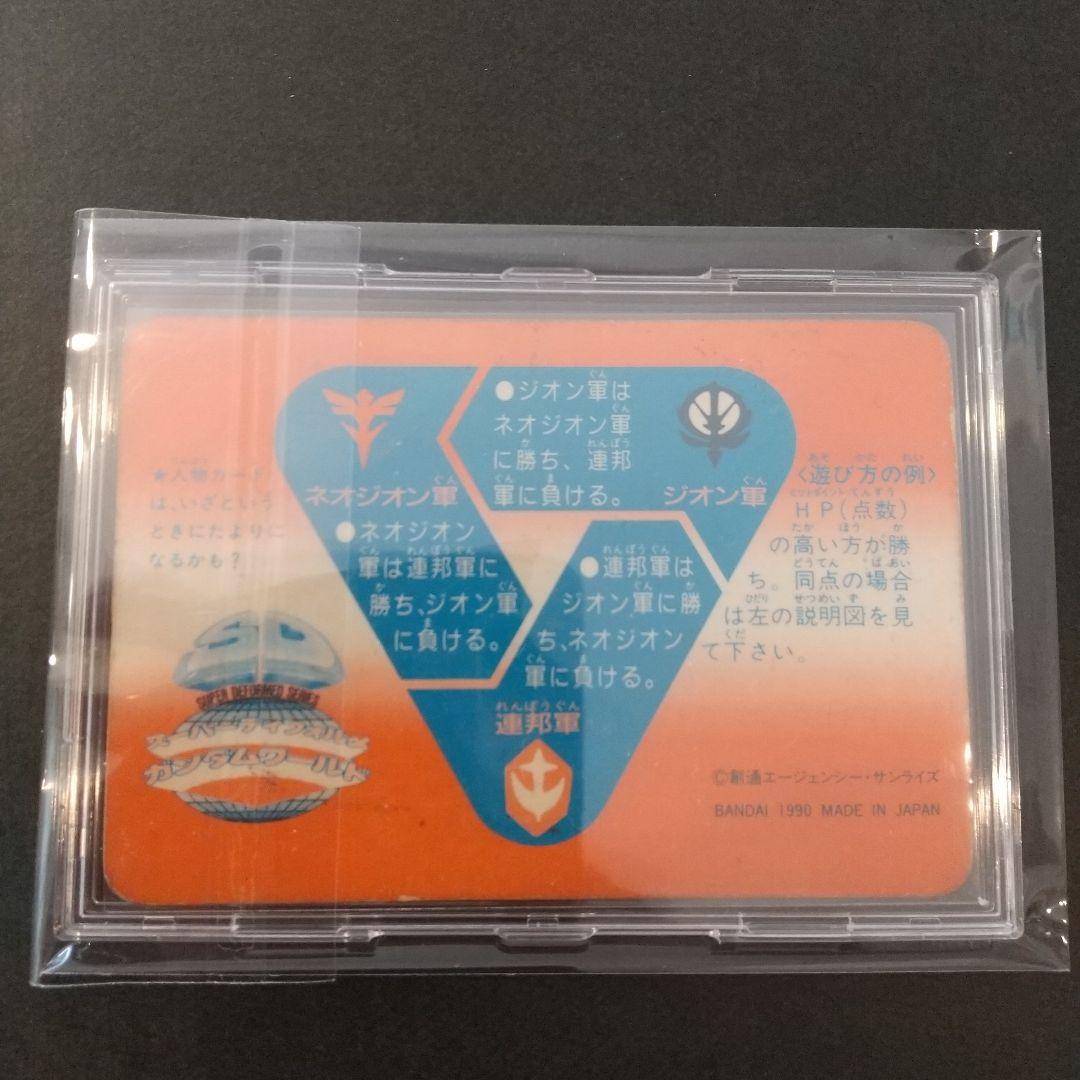 ●ジオン軍は
ネオジオン軍
に勝ち、連邦
軍に負ける。
ネオジオン軍
ジオン軍
●ネオジオン
軍は連邦軍に
勝ち、ジオン軍
に負ける。
●連邦軍は
ジオン軍に勝
ち、ネオジオン
軍に負ける。
連邦軍
★人物カード
は、いざという
ときにたよりに
なるかも?
〈遊び方の例〉
HP(点数)
の高い方が勝
ち。同点の場合
は左の説明図を見
て下さい。
SUPER DEFORMED SERIES
スーパーディフォルメ
ガンダムワールド
©創通エージェンシー・サンライズ
BANDAI 1990 MADE IN JAPAN